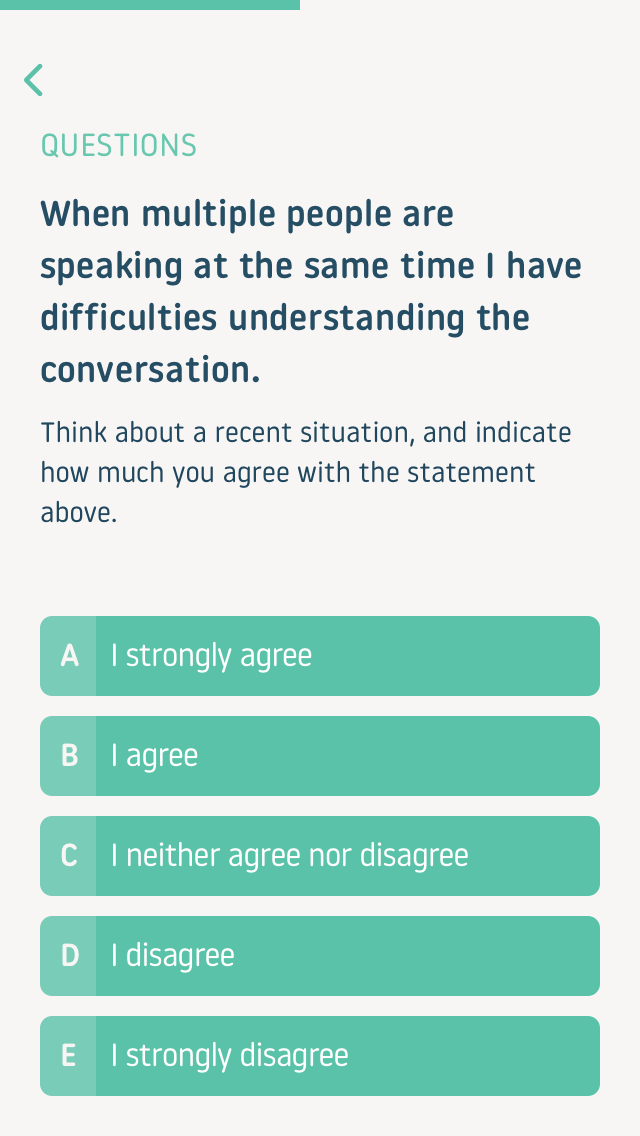 QUESTIONS
When multiple people are
speaking at the same time I have
difficulties understanding the
conversation.
Think about a recent situation, and indicate
how much you agree with the statement
above.
A I strongly agree
B I agree
C I neither agree nor disagree
D I disagree
E I strongly disagree